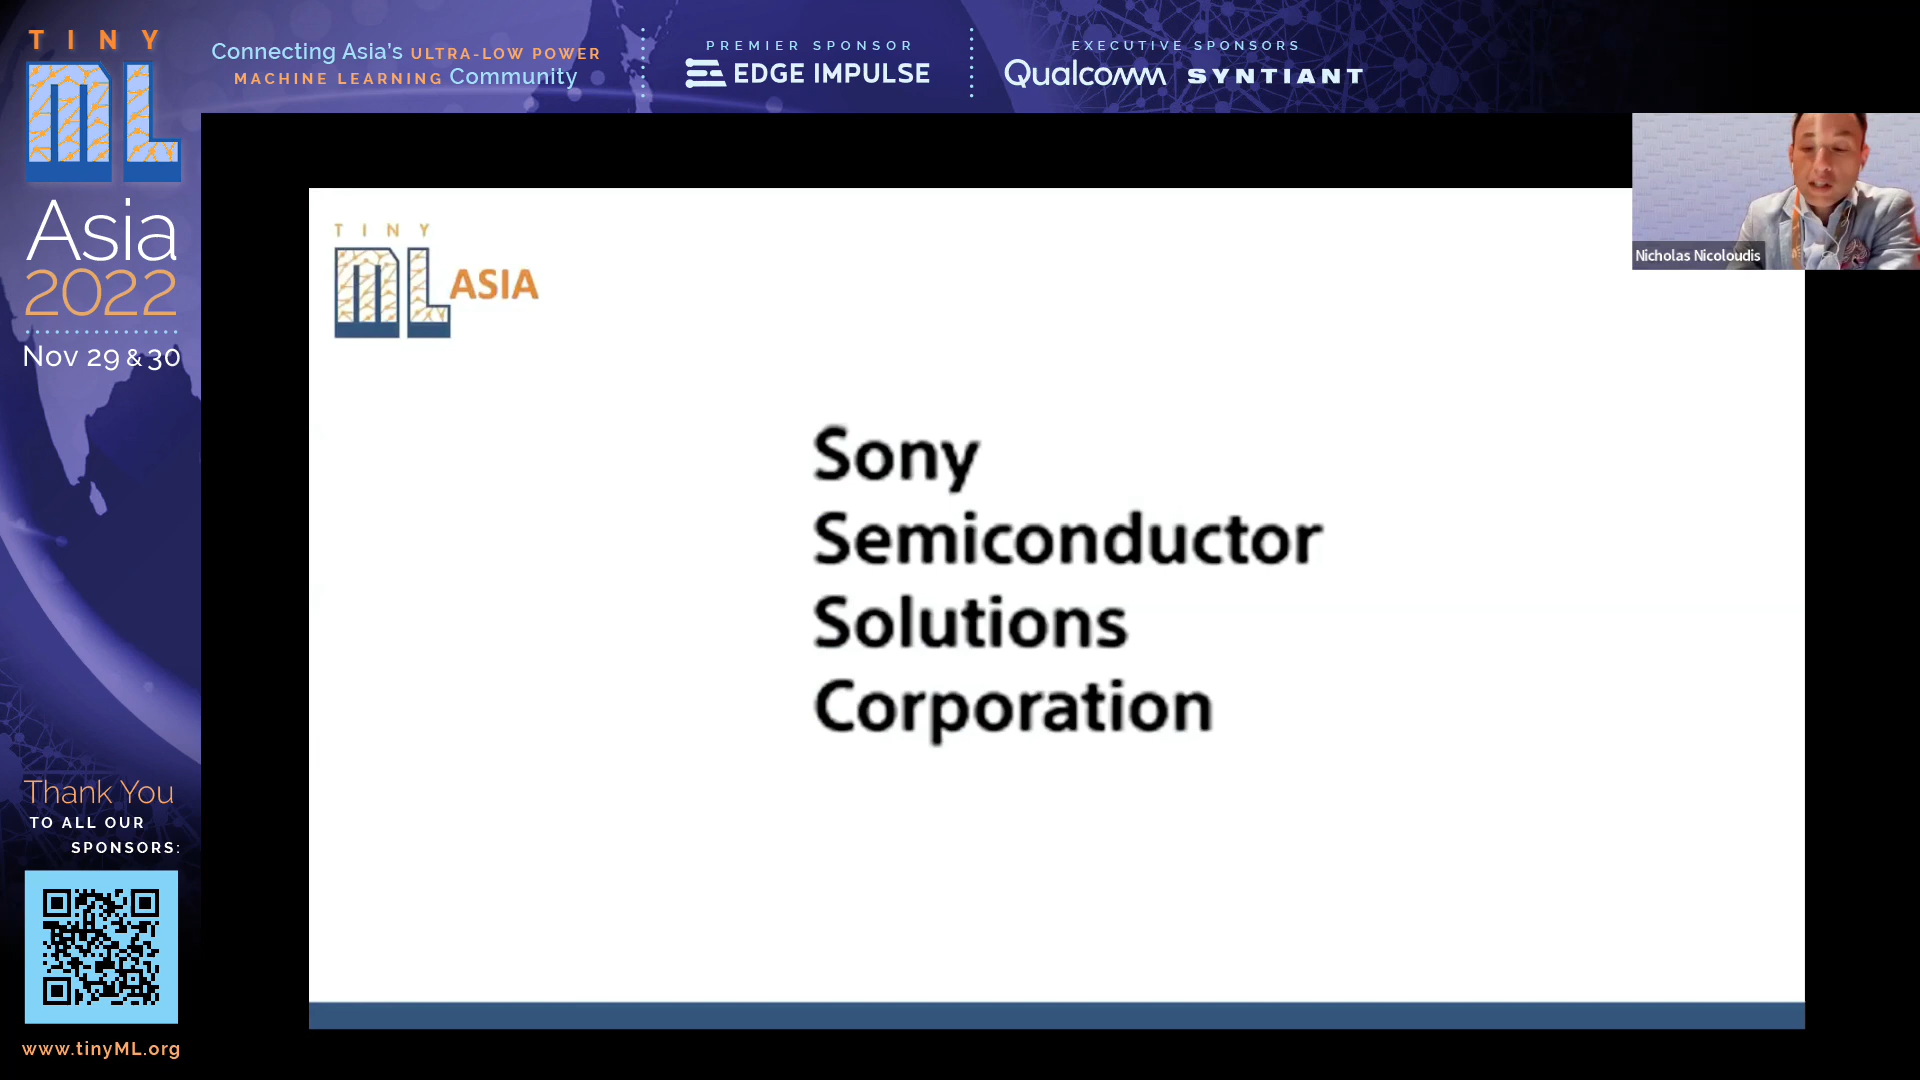 TINY
ML
Asia
2022
Nov 29 & 30
Connecting Asia's ULTRA-LOW POWER
MACHINE LEARNING Community
PREMIER SPONSOR
EDGE IMPULSE
EXECUTIVE SPONSORS
Qualcomm SYNTIANT
Nicholas Nicoloudis
TINY
ML ASIA
Sony
Semiconductor
Solutions
Corporation
Thank You
TO ALL OUR
SPONSORS:
www.tinyML.org